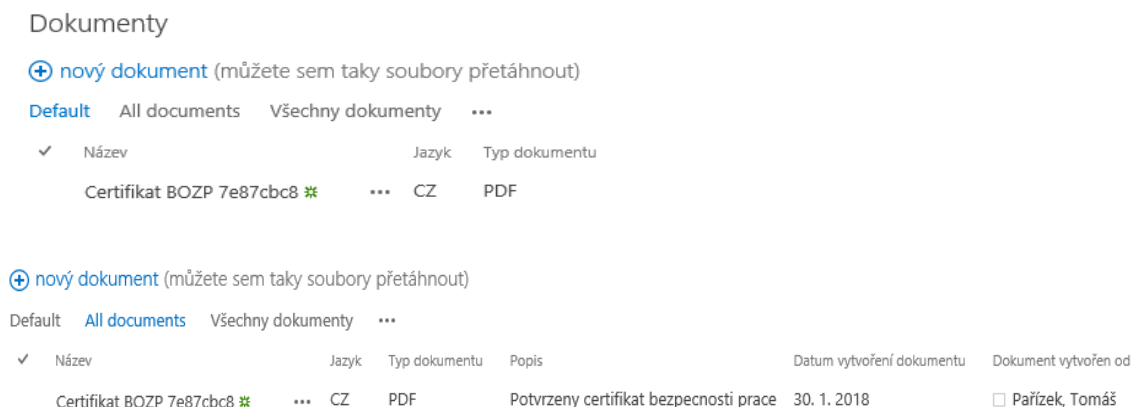 Dokumenty
nový dokument (můžete sem taky soubory přetáhnout)
Default All documents Všechny dokumenty ...
Název Jazyk Typ dokumentu
Certifikat BOZP 7e87cbc8 ... CZ PDF
nový dokument (můžete sem taky soubory přetáhnout)
Default All documents Všechny dokumenty ...
Název Jazyk Typ dokumentu Popis Datum vytvoření dokumentu Dokument vytvořen od
Certifikat BOZP 7e87cbc8 ... CZ PDF Potvrzeny certifikat bezpecnosti prace 30. 1. 2018 Pařízek, Tomáš